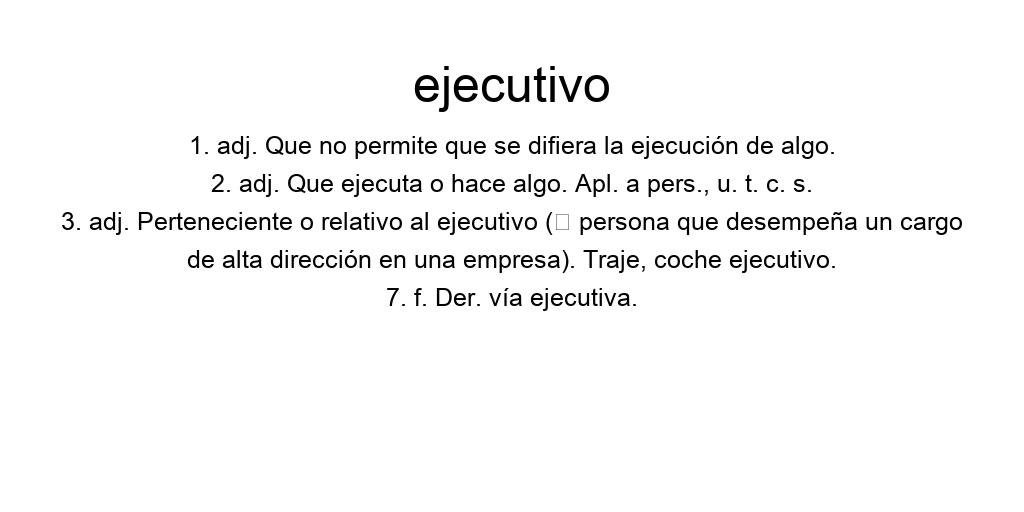 ejecutivo
1. adj. Que no permite que se difiera la ejecución de algo.
2. adj. Que ejecuta o hace algo. Apl. a pers., u. t. c. s.
3. adj. Perteneciente o relativo al ejecutivo (□ persona que desempeña un cargo
de alta dirección en una empresa). Traje, coche ejecutivo.
7. f. Der. vía ejecutiva.